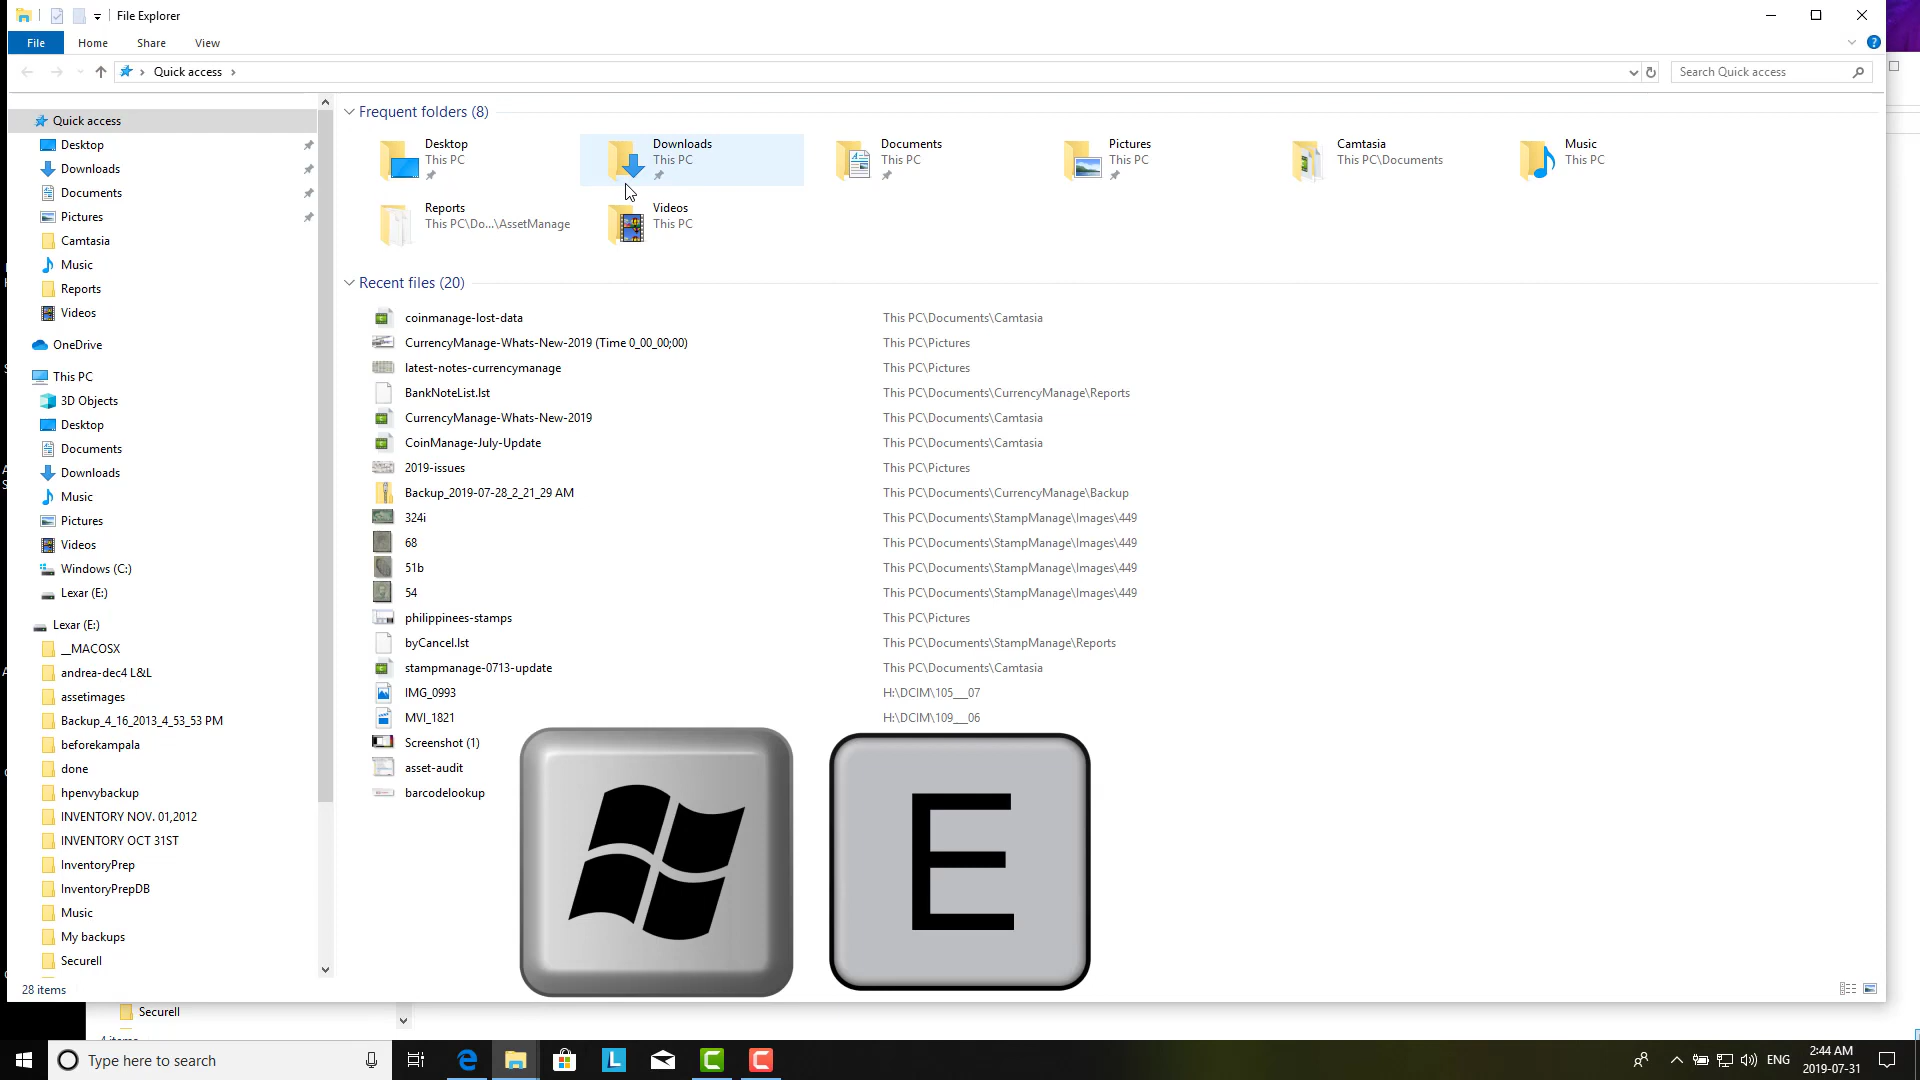 File Explorer
File Home Share View
Quick access
Search Quick access
Quick access
Desktop
Downloads
Documents
Pictures
Camtasia
Music
Reports
Videos
OneDrive
This PC
3D Objects
Desktop
Documents
Downloads
Music
Pictures
Videos
Windows (C:)
Lexar (E:)
Lexar (E:)
__MACOSX
andrea-dec4 L&L
assetimages
Backup_4_16_2013_4_53_53 PM
beforekampala
done
hpenvybackup
INVENTORY NOV. 01,2012
INVENTORY OCT 31ST
InventoryPrep
InventoryPrepDB
Music
My backups
Securell
28 items
Frequent folders (8)
Desktop
This PC
Downloads
This PC
Documents
This PC
Pictures
This PC
Camtasia
This PC\Documents
Music
This PC
Reports
This PC\Do...\AssetManage
Videos
This PC
Recent files (20)
coinmanage-lost-data This PC\Documents\Camtasia
CurrencyManage-Whats-New-2019 (Time 0_00_00;00) This PC\Pictures
latest-notes-currencymanage This PC\Pictures
BankNoteList.lst This PC\Documents\CurrencyManage\Reports
CurrencyManage-Whats-New-2019 This PC\Documents\Camtasia
CoinManage-July-Update This PC\Documents\Camtasia
2019-issues This PC\Pictures
Backup_2019-07-28_2_21_29 AM This PC\Documents\CurrencyManage\Backup
324i This PC\Documents\StampManage\Images\449
68 This PC\Documents\StampManage\Images\449
51b This PC\Documents\StampManage\Images\449
54 This PC\Documents\StampManage\Images\449
philippinees-stamps This PC\Pictures
byCancel.lst This PC\Documents\StampManage\Reports
stampmanage-0713-update This PC\Documents\Camtasia
IMG_0993 H:\DCIM\105___07
MVI_1821 H:\DCIM\109___06
Screenshot (1)
asset-audit
barcodelookup
E
Securell
Type here to search
ENG
2:44 AM
2019-07-31